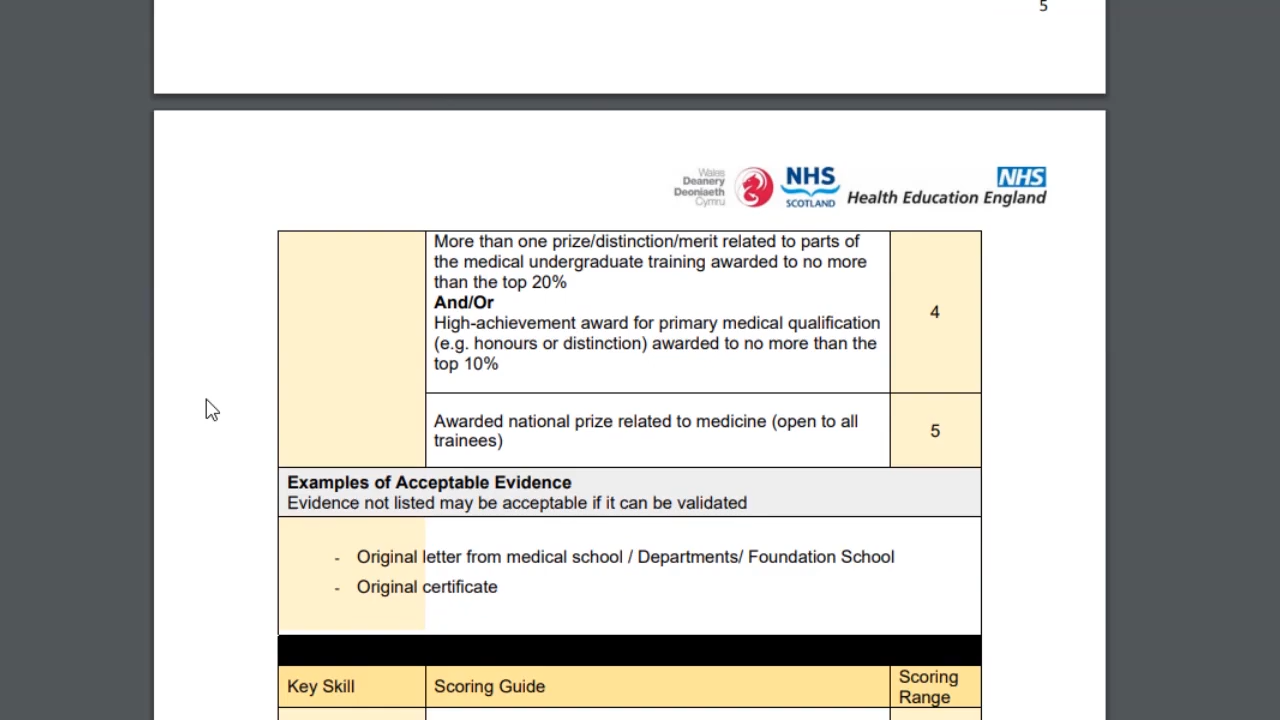 5
Wales
Deanery
Deoniaeth
Cymru
NHS
SCOTLAND
NHS
Health Education England
More than one prize/distinction/merit related to parts of
the medical undergraduate training awarded to no more
than the top 20%
And/Or
High-achievement award for primary medical qualification
(e.g. honours or distinction) awarded to no more than the
top 10%
4
Awarded national prize related to medicine (open to all
trainees)
5
Examples of Acceptable Evidence
Evidence not listed may be acceptable if it can be validated
- Original letter from medical school / Departments/ Foundation School
- Original certificate
Key Skill
Scoring Guide
Scoring
Range